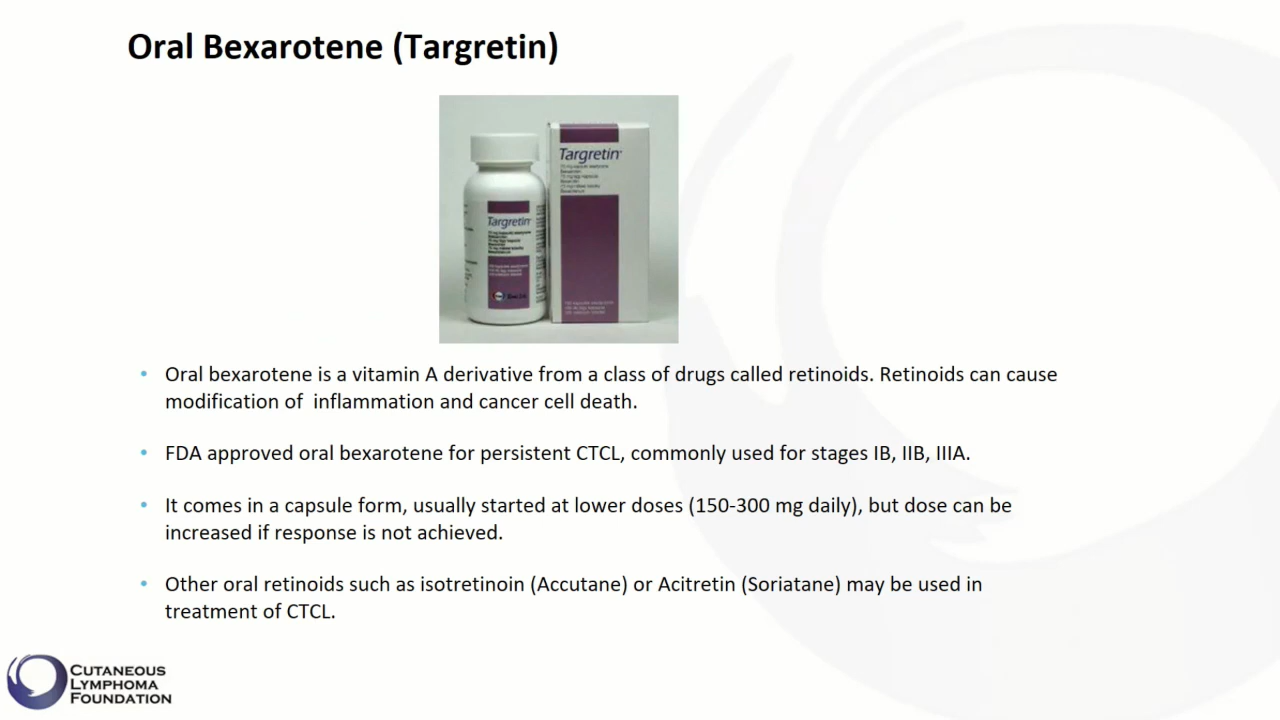 Oral Bexarotene (Targretin)
Targretin
Targretin
Oral bexarotene is a vitamin A derivative from a class of drugs called retinoids. Retinoids can cause
modification of  inflammation and cancer cell death.
FDA approved oral bexarotene for persistent CTCL, commonly used for stages IB, IIB, IIIA.
It comes in a capsule form, usually started at lower doses (150-300 mg daily), but dose can be
increased if response is not achieved.
Other oral retinoids such as isotretinoin (Accutane) or Acitretin (Soriatane) may be used in
treatment of CTCL.
CUTANEOUS
LYMPHOMA
FOUNDATION